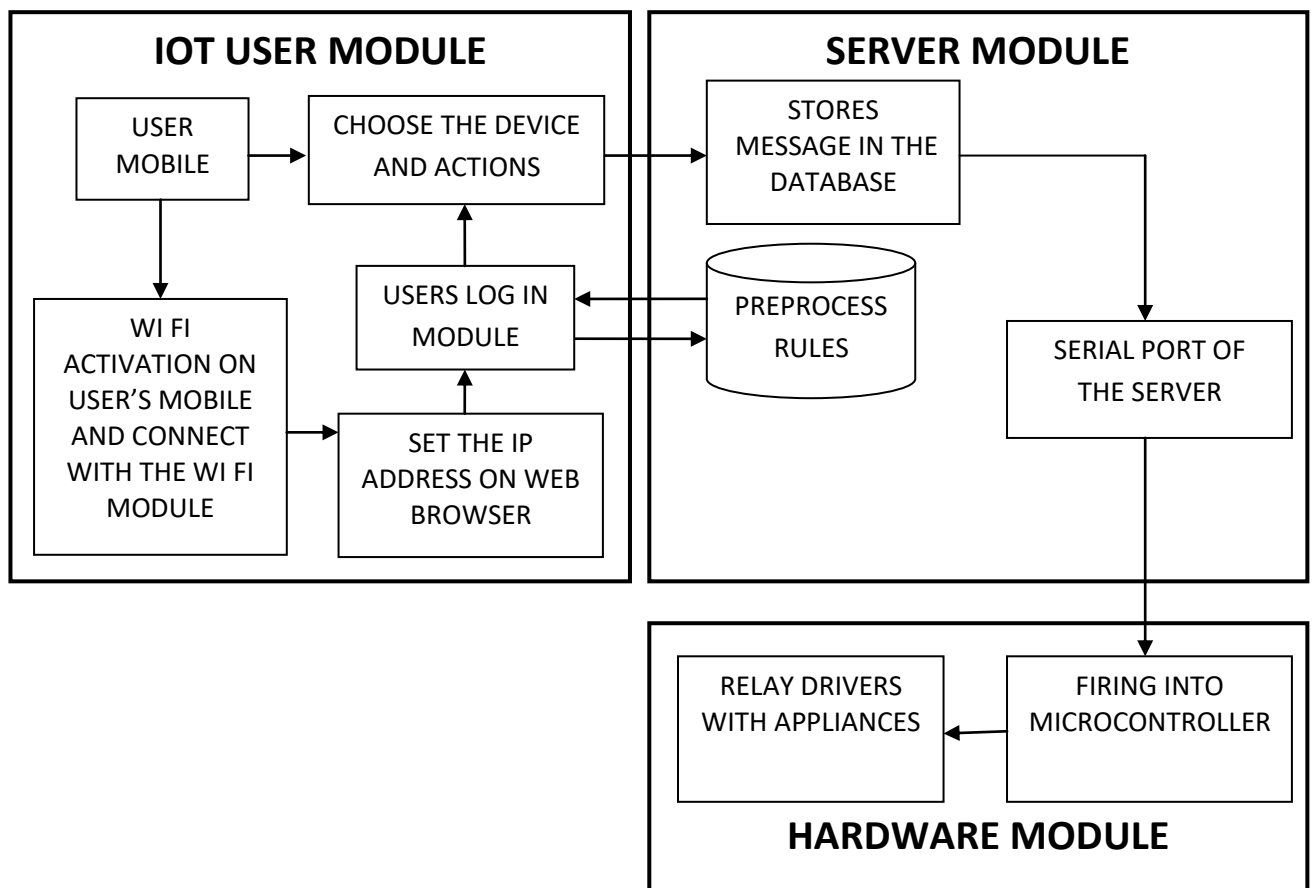 IOT USER MODULE
USER
MOBILE
CHOOSE THE DEVICE
AND ACTIONS
USERS LOG IN
MODULE
WI FI
ACTIVATION ON
USER’S MOBILE
AND CONNECT
WITH THE WI FI
MODULE
SET THE IP
ADDRESS ON WEB
BROWSER
SERVER MODULE
STORES
MESSAGE IN THE
DATABASE
PREPROCESS
RULES
SERIAL PORT OF
THE SERVER
RELAY DRIVERS
WITH APPLIANCES
FIRING INTO
MICROCONTROLLER
HARDWARE MODULE